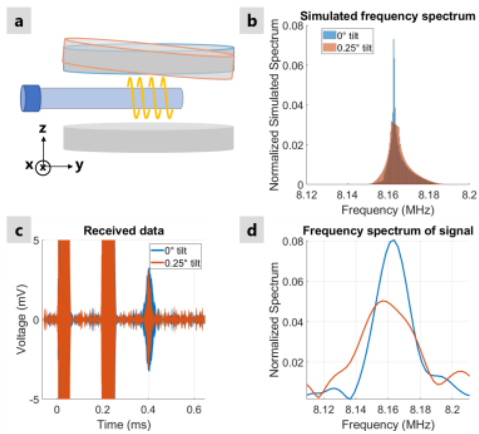 a
z
x
x
y
b
Simulated frequency spectrum
0° tilt
0.25° tilt
Normalized Simulated Spectrum
0.08
0.06
0.04
0.02
0
8.12
8.14
8.16
8.18
8.2
Frequency (MHz)
c
Received data
0° tilt
0.25° tilt
Voltage (mV)
5
0
-5
0
0.2
0.4
0.6
Time (ms)
d
Frequency spectrum of signal
Normalized Spectrum
0.08
0.06
0.04
0.02
8.12
8.14
8.16
8.18
8.2
Frequency (MHz)